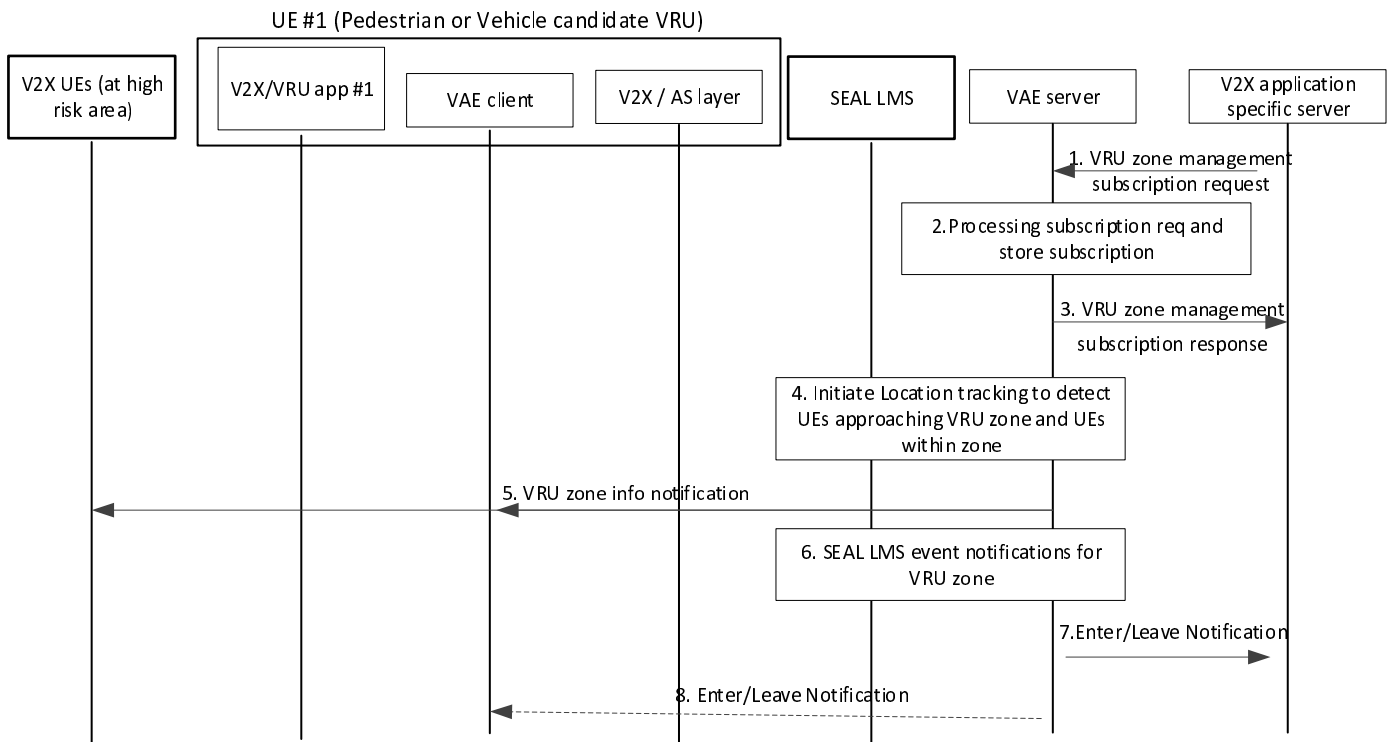 UE #1 (Pedestrian or Vehicle candidate VRU)
V2X UEs (at high
risk area)
V2X/VRU app #1
VAE client
V2X / AS layer
SEAL LMS
VAE server
V2X application
specific server
1. VRU zone management
subscription request
2.Processing subscription req and
store subscription
3. VRU zone management
subscription response
4. Initiate Location tracking to detect
UEs approaching VRU zone and UEs
within zone
5. VRU zone info notification
6. SEAL LMS event notifications for
VRU zone
7.Enter/Leave Notification
8. Enter/Leave Notification